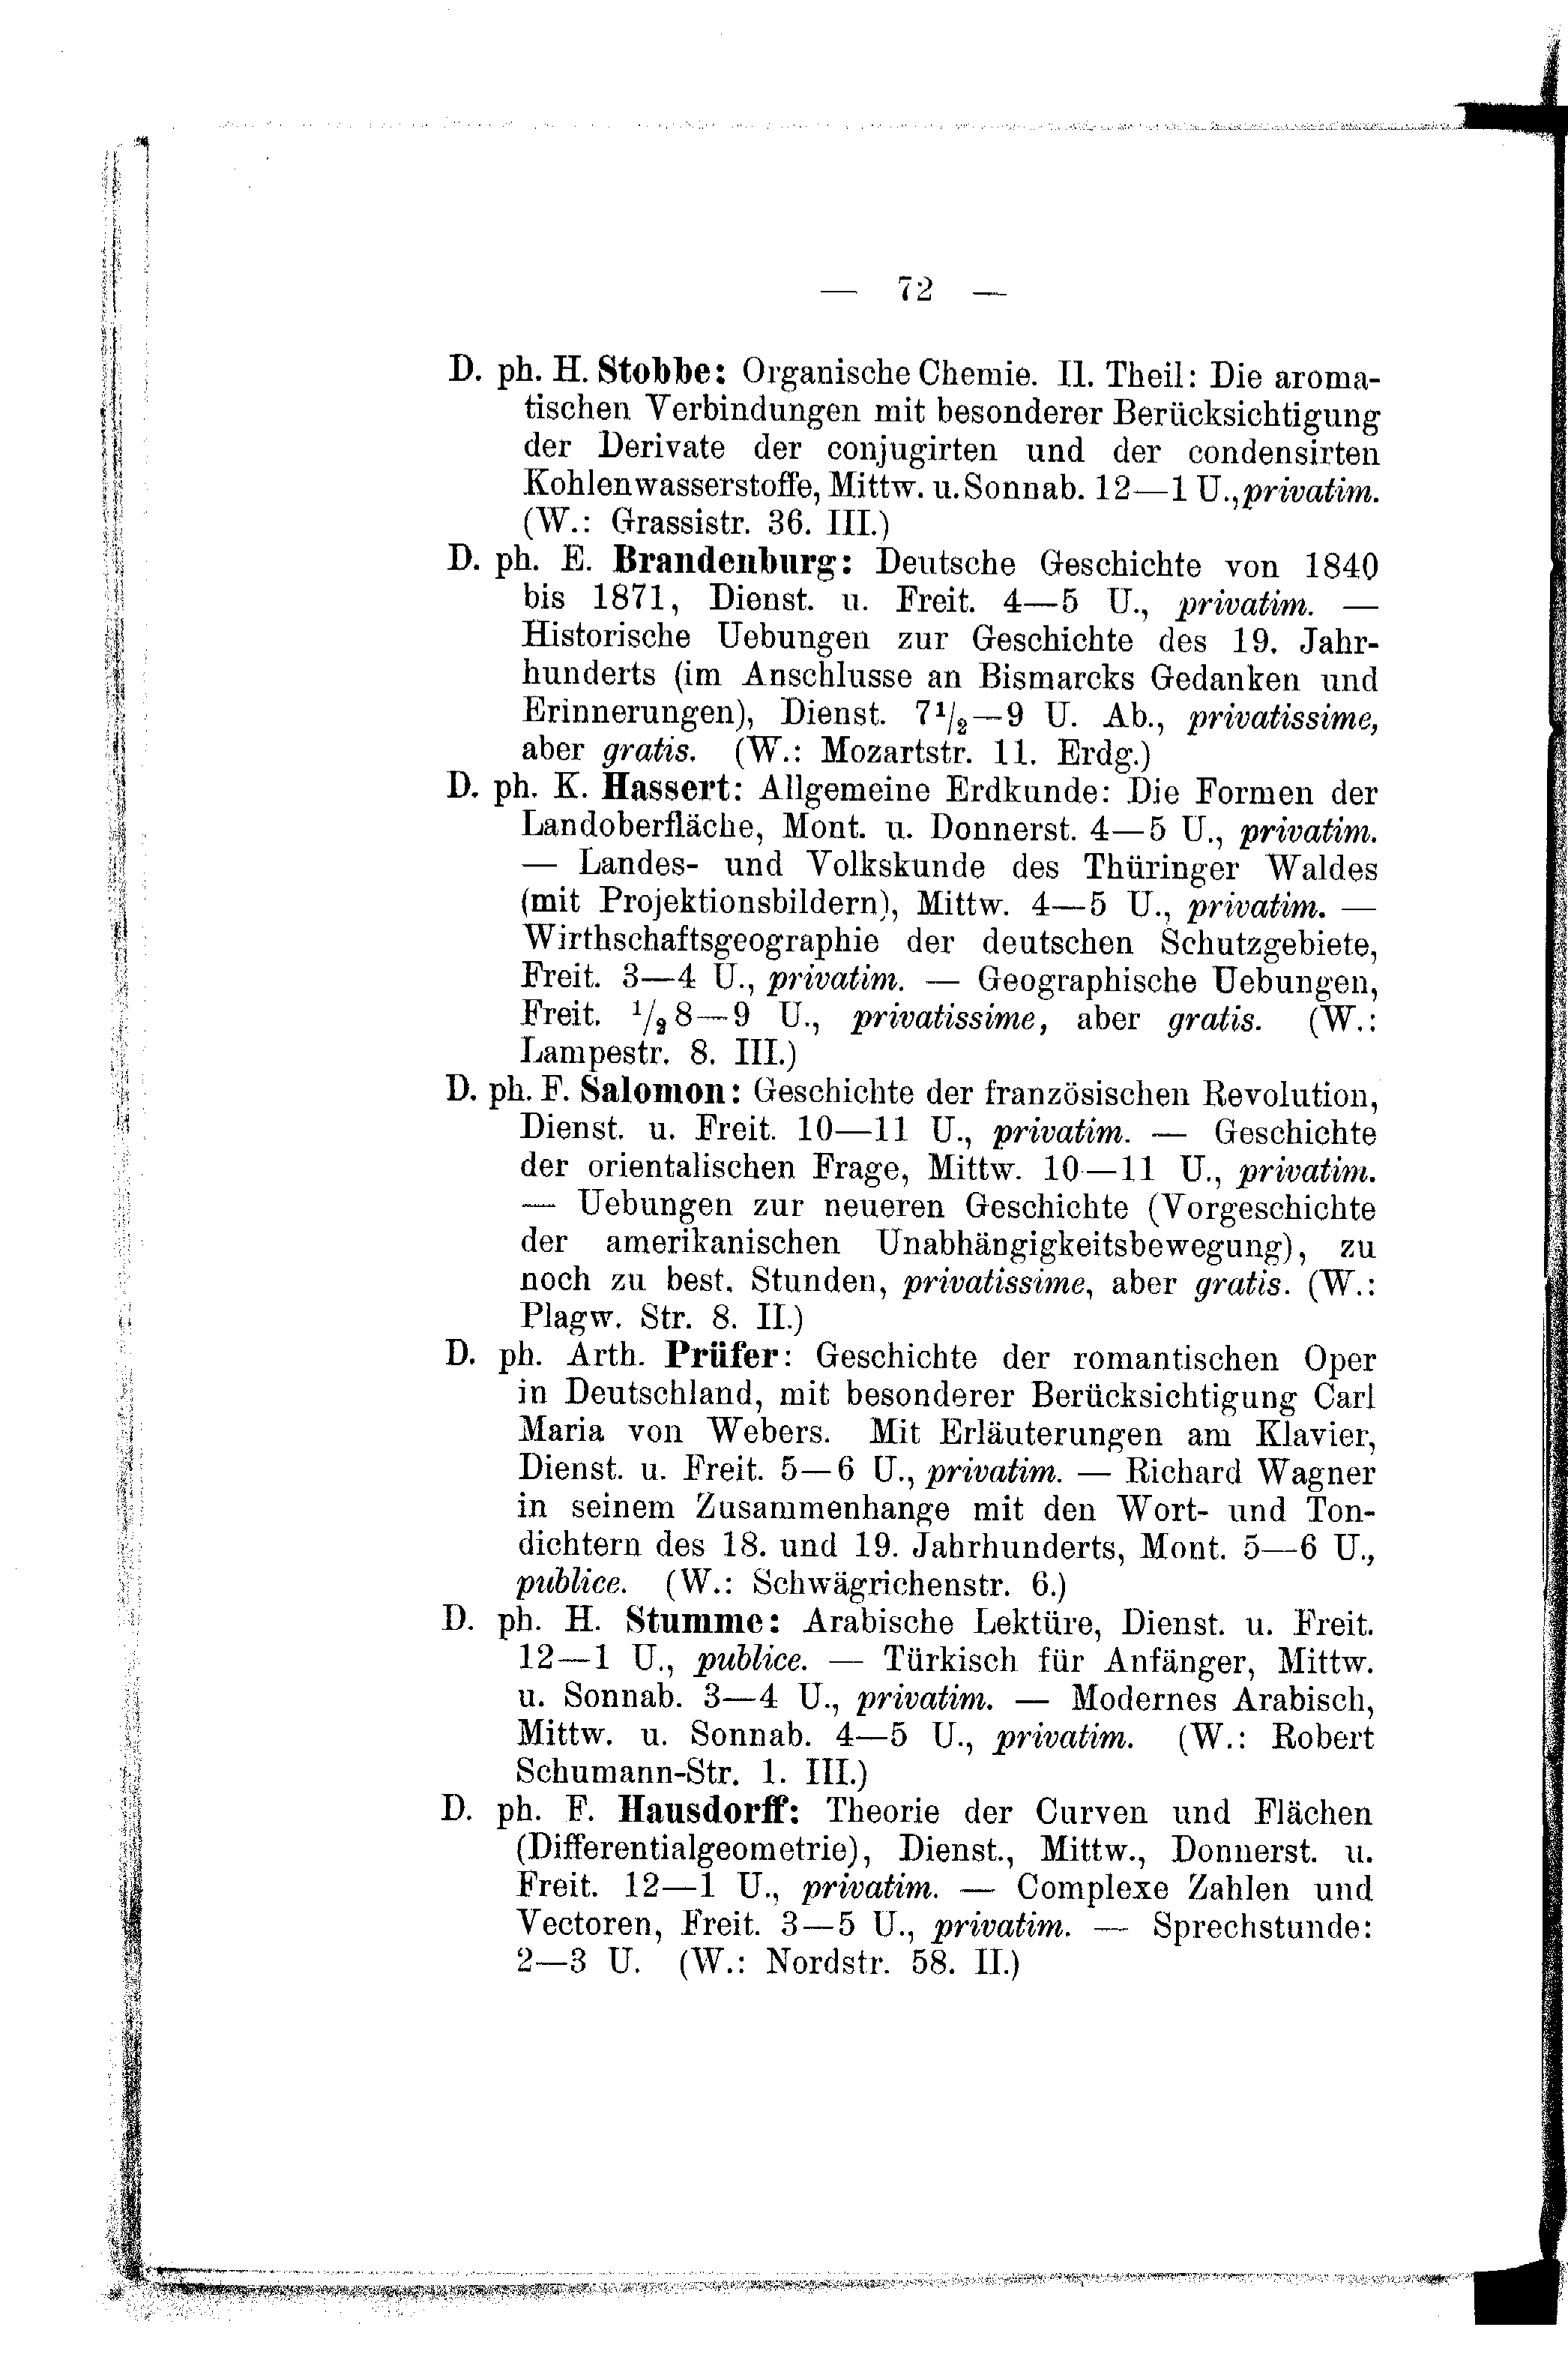 — 72 —
D. ph. H. Stobbe: Organische Chemie. II. Theil: Die aroma-
tischen Verbindungen mit besonderer Berücksichtigung
der Derivate der conjugirten und der condensirten
Kohlenwasserstoffe, Mittw. u. Sonnab. 12—1 U., privatim.
(W.: Grassistr. 36. III.)
D. ph. E. Brandenburg: Deutsche Geschichte von 1840
bis 1871, Dienst. u. Freit. 4—5 U., privatim. —
Historische Uebungen zur Geschichte des 19. Jahr-
hunderts (im Anschlusse an Bismarcks Gedanken und
Erinnerungen), Dienst. 7¹/₂—9 U. Ab., privatissime,
aber gratis. (W.: Mozartstr. 11. Erdg.)
D. ph. K. Hassert: Allgemeine Erdkunde: Die Formen der
Landoberfläche, Mont. u. Donnerst. 4—5 U., privatim.
— Landes- und Volkskunde des Thüringer Waldes
(mit Projektionsbildern), Mittw. 4—5 U., privatim. —
Wirthschaftsgeographie der deutschen Schutzgebiete,
Freit. 3—4 U., privatim. — Geographische Uebungen,
Freit. ¹/₂8—9 U., privatissime, aber gratis. (W.:
Lampestr. 8. III.)
D. ph. F. Salomon: Geschichte der französischen Revolution,
Dienst. u. Freit. 10—11 U., privatim. — Geschichte
der orientalischen Frage, Mittw. 10—11 U., privatim.
— Uebungen zur neueren Geschichte (Vorgeschichte
der amerikanischen Unabhängigkeitsbewegung), zu
noch zu best. Stunden, privatissime, aber gratis. (W.:
Plagw. Str. 8. II.)
D. ph. Arth. Prüfer: Geschichte der romantischen Oper
in Deutschland, mit besonderer Berücksichtigung Carl
Maria von Webers. Mit Erläuterungen am Klavier,
Dienst. u. Freit. 5—6 U., privatim. — Richard Wagner
in seinem Zusammenhange mit den Wort- und Ton-
dichtern des 18. und 19. Jahrhunderts, Mont. 5—6 U.,
publice. (W.: Schwägrichenstr. 6.)
D. ph. H. Stumme: Arabische Lektüre, Dienst. u. Freit.
12—1 U., publice. — Türkisch für Anfänger, Mittw.
u. Sonnab. 3—4 U., privatim. — Modernes Arabisch,
Mittw. u. Sonnab. 4—5 U., privatim. (W.: Robert
Schumann-Str. 1. III.)
D. ph. F. Hausdorff: Theorie der Curven und Flächen
(Differentialgeometrie), Dienst., Mittw., Donnerst. u.
Freit. 12—1 U., privatim. — Complexe Zahlen und
Vectoren, Freit. 3—5 U., privatim. — Sprechstunde:
2—3 U. (W.: Nordstr. 58. II.)